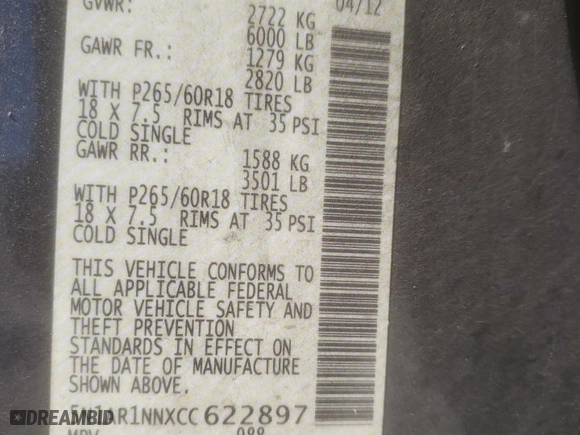 GVWR:
04/12
2722 KG
6000 LB
GAWR FR.:
1279 KG
2820 LB
WITH P265/60R18 TIRES
18 X 7.5 RIMS AT 35 PSI
COLD SINGLE
GAWR RR.:
1588 KG
3501 LB
WITH P265/60R18 TIRES
18 X 7.5 RIMS AT 35 PSI
COLD SINGLE
THIS VEHICLE CONFORMS TO
ALL APPLICABLE FEDERAL
MOTOR VEHICLE SAFETY AND
THEFT PREVENTION
STANDARDS IN EFFECT ON
THE DATE OF MANUFACTURE
SHOWN ABOVE.
622897
MPV
988
DREAMBID